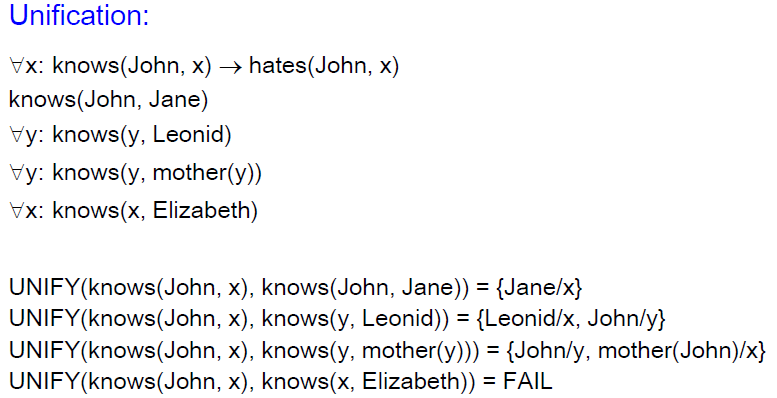 Unification:
∀x: knows(John, x) → hates(John, x)
knows(John, Jane)
∀y: knows(y, Leonid)
∀y: knows(y, mother(y))
∀x: knows(x, Elizabeth)
UNIFY(knows(John, x), knows(John, Jane)) = {Jane/x}
UNIFY(knows(John, x), knows(y, Leonid)) = {Leonid/x, John/y}
UNIFY(knows(John, x), knows(y, mother(y))) = {John/y, mother(John)/x}
UNIFY(knows(John, x), knows(x, Elizabeth)) = FAIL